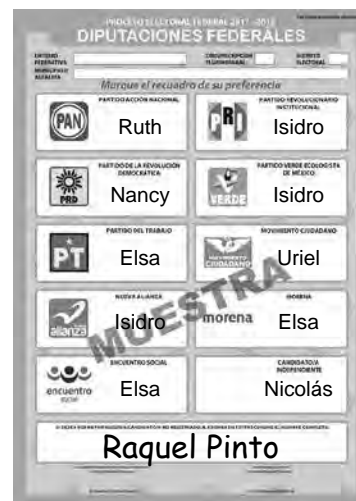 PROCESO ELECTORAL FEDERAL 2017 - 2018
DIPUTACIONES FEDERALES
ENTIDAD FEDERATIVA
CIRCUNSCRIPCIÓN PLURINOMINAL
DISTRITO ELECTORAL
MUNICIPIO O ALCALDÍA
Marque el recuadro de su preferencia
PARTIDO ACCIÓN NACIONAL
PAN
Ruth
PARTIDO REVOLUCIONARIO
INSTITUCIONAL
PRI
Isidro
PARTIDO DE LA REVOLUCIÓN
DEMOCRÁTICA
PRD
Nancy
PARTIDO VERDE ECOLOGISTA
DE MÉXICO
VERDE
Isidro
PARTIDO DEL TRABAJO
PT
Elsa
MOVIMIENTO CIUDADANO
MOVIMIENTO
CIUDADANO
Uriel
NUEVA ALIANZA
alianza
Isidro
MORENA
morena
Elsa
ENCUENTRO SOCIAL
encuentro
social
Elsa
CANDIDATO/A
INDEPENDIENTE
Nicolás
MUESTRA
Raquel Pinto